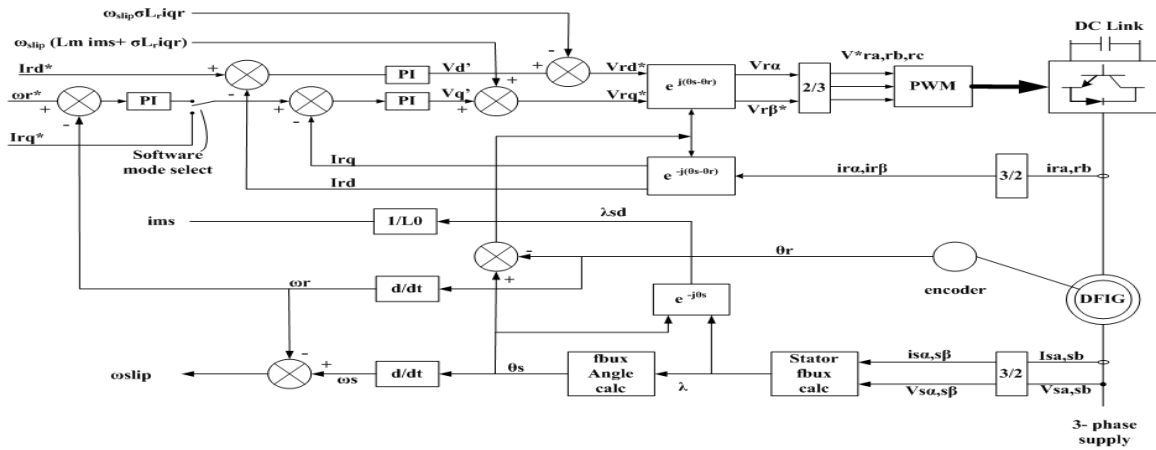 ωslipσLriqr
DC Link
ωslip (Lm ims+ σLriqr)
Ird*
PI
Vd’
Vrd*
e j(θs-θr)
Vrα
2/3
V*ra,rb,rc
PWM
ωr*
PI
PI
Vq’
Vrq*
Vrβ*
Irq*
Software
mode select
Irq
Ird
e -j(θs-θr)
irα,irβ
3/2
ira,rb
ims
1/L0
λsd
θr
encoder
DFIG
ωr
d/dt
e -jθs
ωslip
ωs
d/dt
θs
fbux
Angle
calc
λ
Stator
fbux
calc
isα,sβ
Vsα,sβ
3/2
Isa,sb
Vsa,sb
3- phase
supply